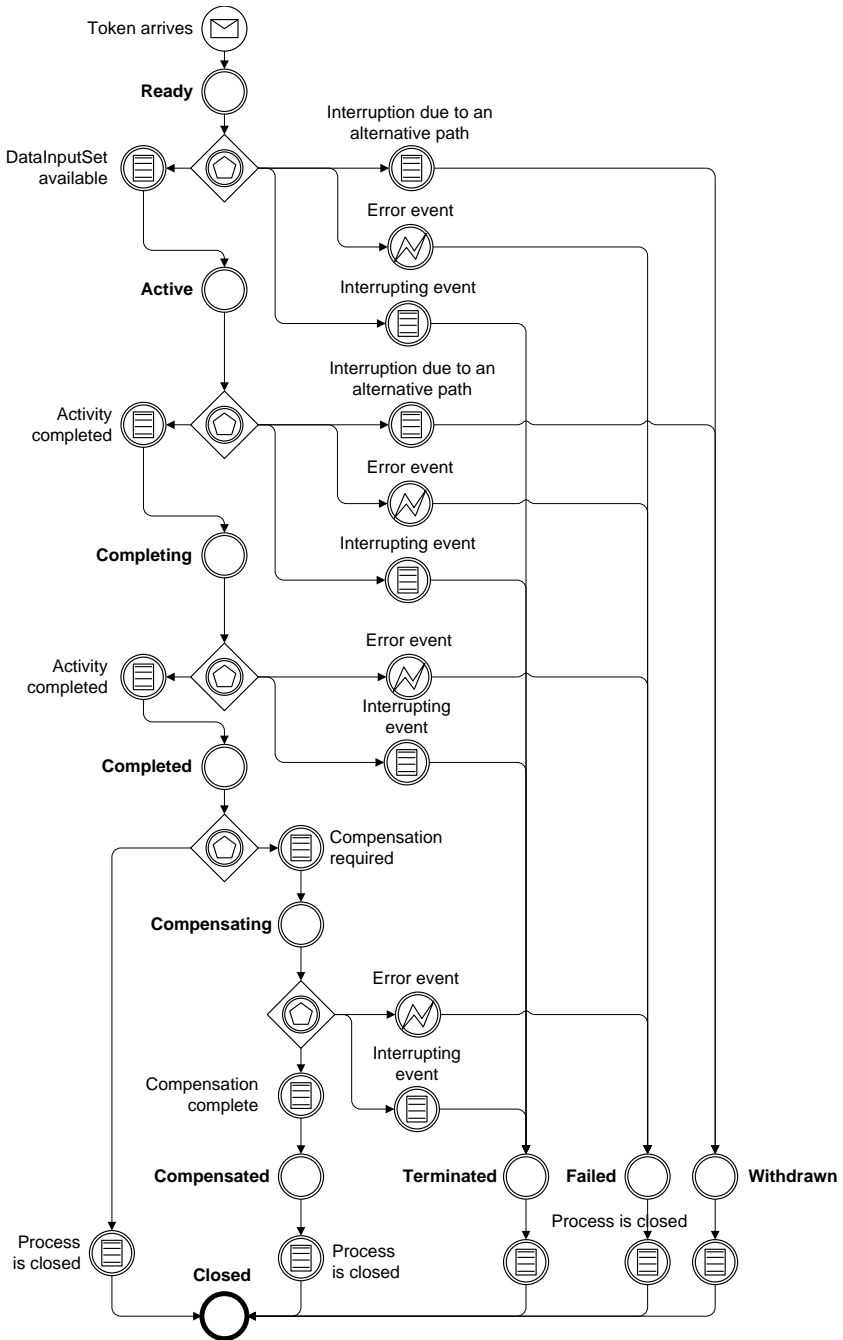 Token arrives
Ready
Interruption due to an
alternative path
DataInputSet
available
Error event
Active
Interrupting event
Interruption due to an
alternative path
Activity
completed
Error event
Completing
Interrupting event
Error event
Activity
completed
Interrupting
event
Completed
Compensation
required
Compensating
Error event
Interrupting
event
Compensation
complete
Compensated
Terminated
Failed
Withdrawn
Process is closed
Process
is closed
Process
is closed
Closed